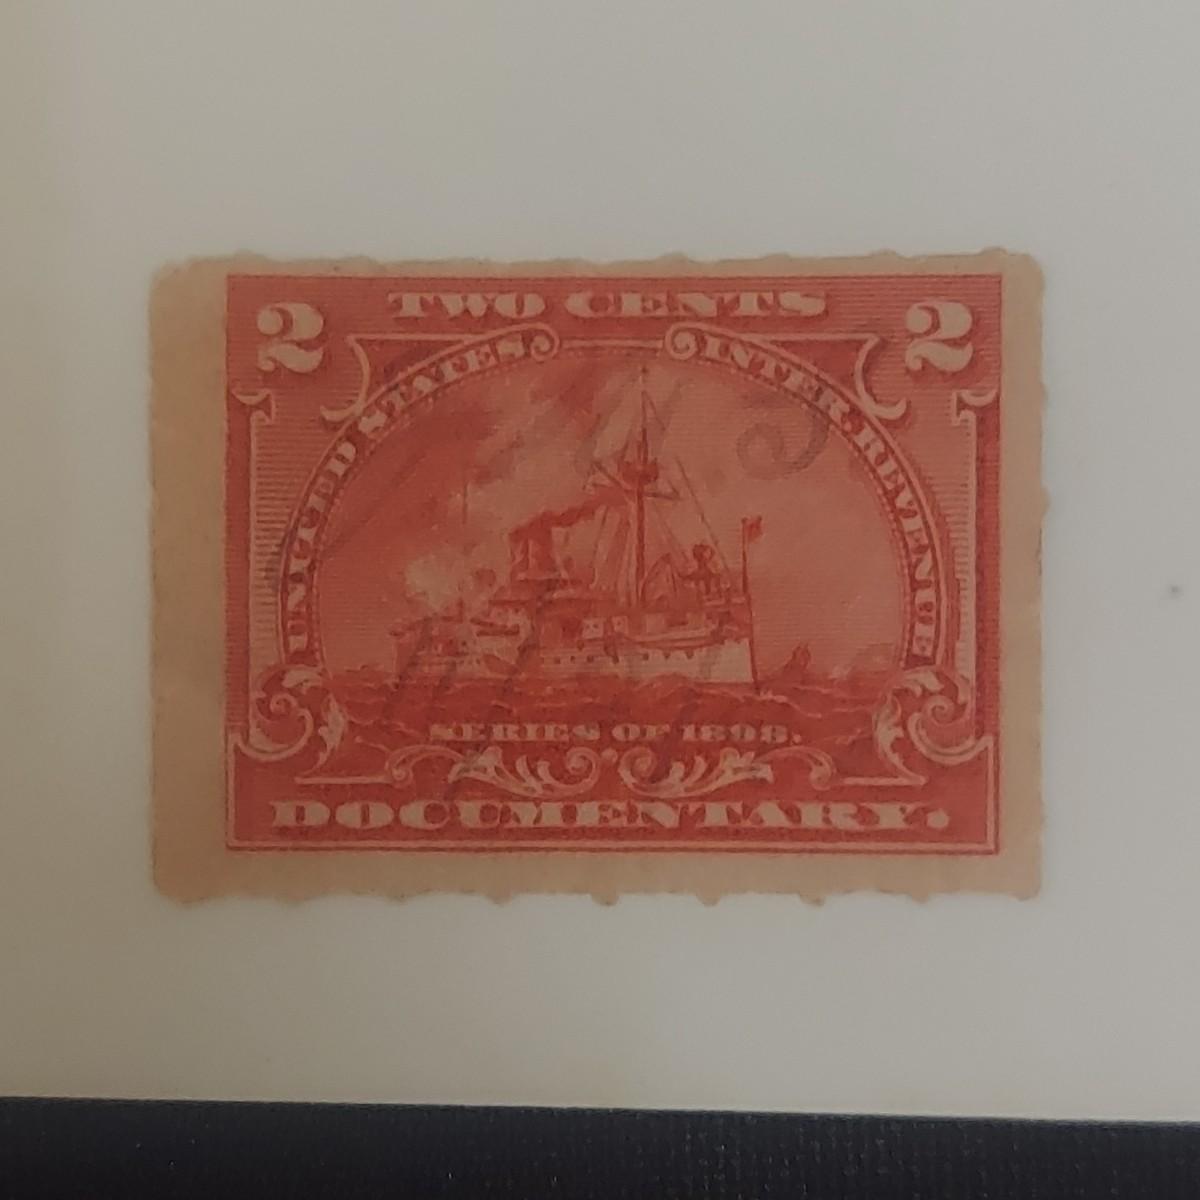 2 TWO CENTS 2
UNITED STATES INTER. REVENUE
SERIES OF 1898.
DOCUMENTARY.